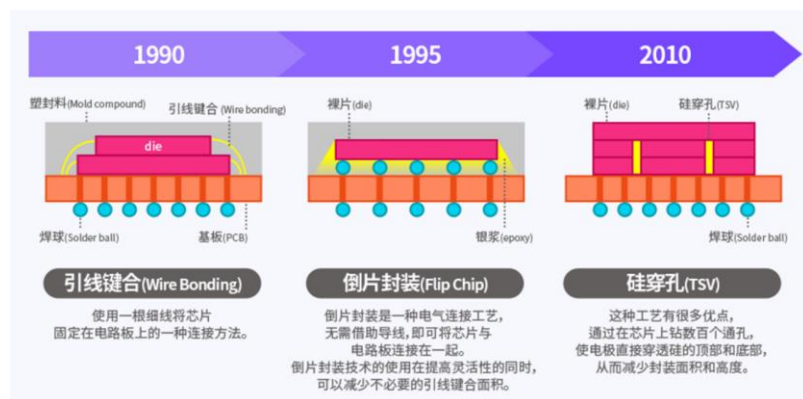 1990
1995
2010
塑封料(Mold compound)
引线键合 (Wire bonding)
die
焊球(Solder ball)
基板(PCB)
裸片(die)
银浆(epoxy)
裸片(die)
硅穿孔(TSV)
焊球(Solder ball)
引线键合(Wire Bonding)
使用一根细线将芯片
固定在电路板上的一种连接方法。
倒片封装(Flip Chip)
倒片封装是一种电气连接工艺，
无需借助导线，即可将芯片与
电路板连接在一起。
倒片封装技术的使用在提高灵活性的同时，
可以减少不必要的引线键合面积。
硅穿孔(TSV)
这种工艺有很多优点，
通过在芯片上钻数百个通孔，
使电极直接穿透硅的顶部和底部，
从而减少封装面积和高度。